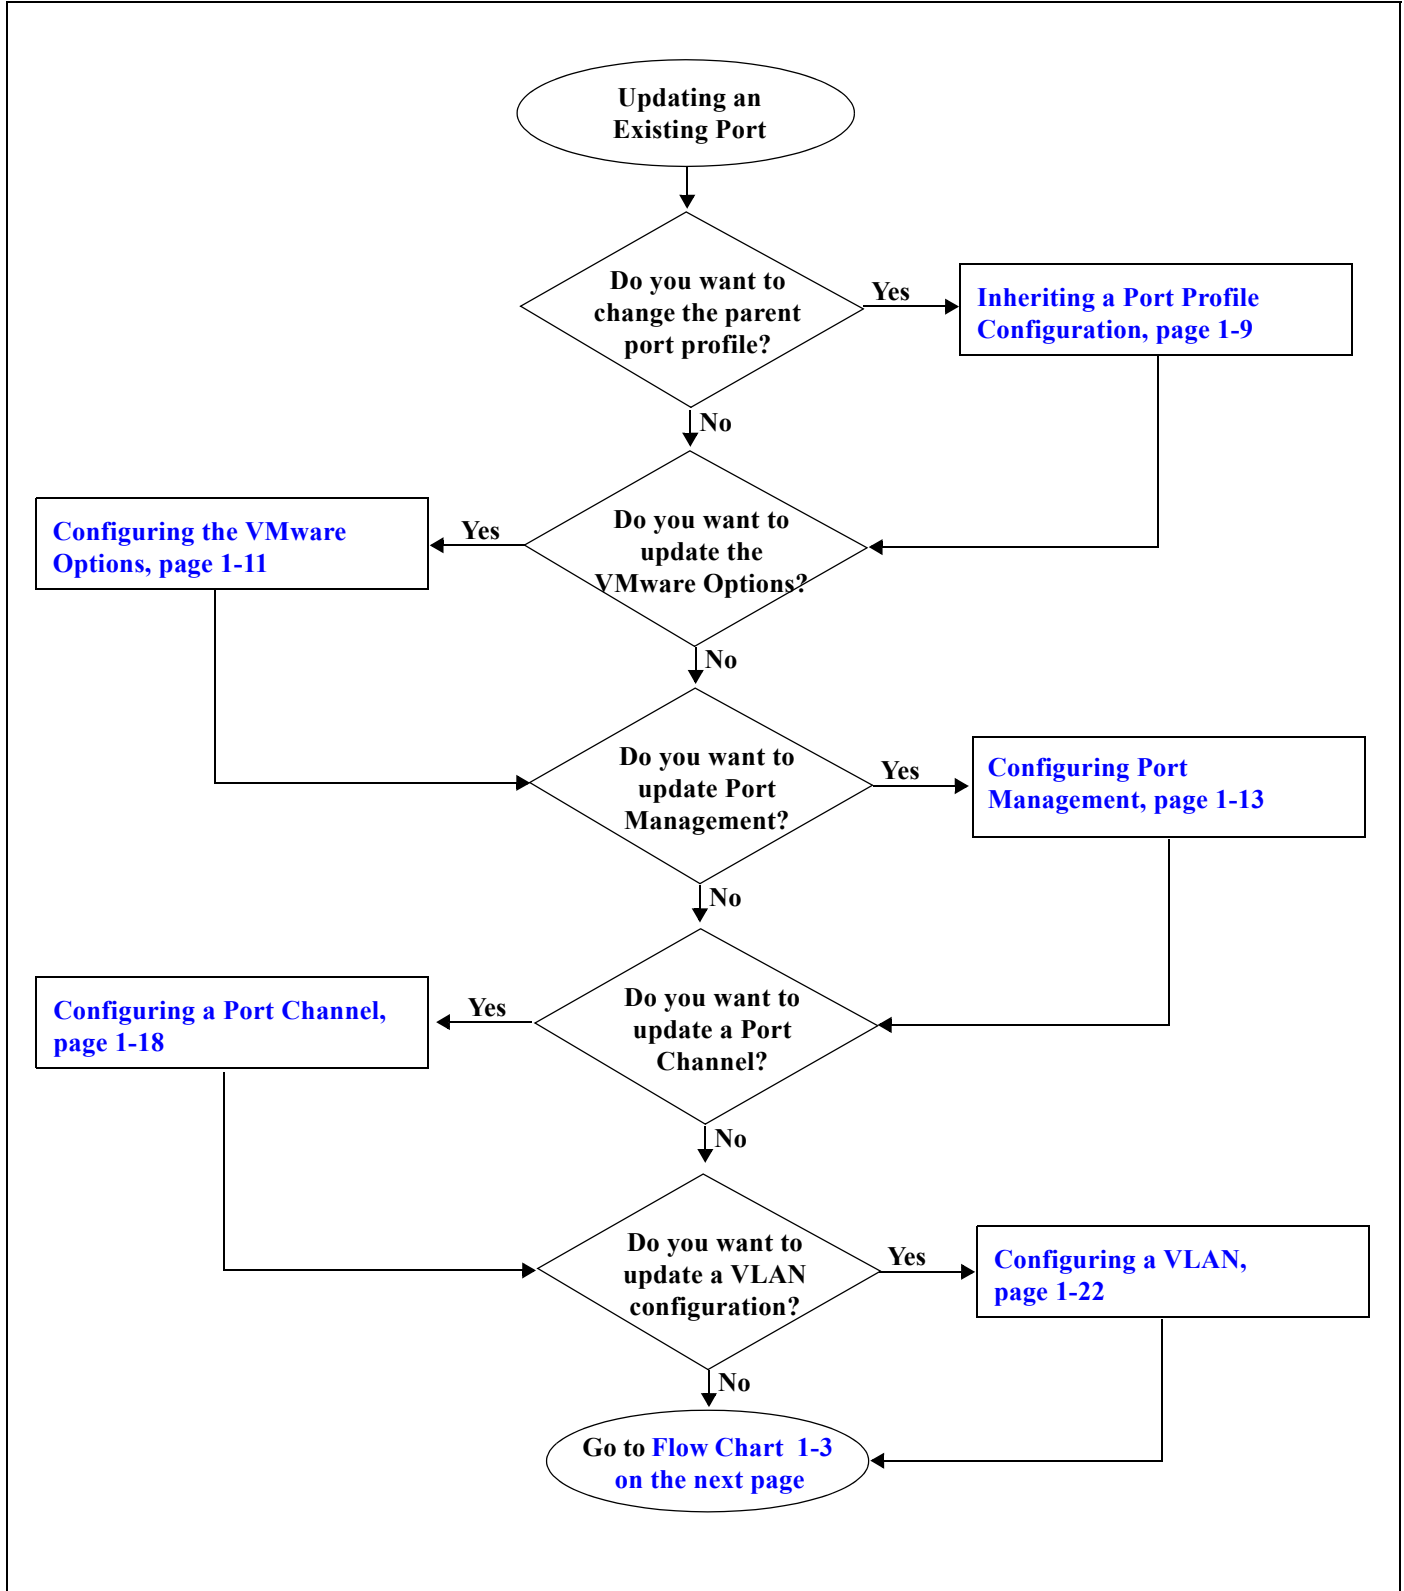 Updating an
Existing Port
Do you want to
change the parent
port profile?
Yes
Inheriting a Port Profile
Configuration, page 1-9
No
Configuring the VMware
Options, page 1-11
Yes
Do you want to
update the
VMware Options?
No
Do you want to
update Port
Management?
Yes
Configuring Port
Management, page 1-13
No
Configuring a Port Channel,
page 1-18
Yes
Do you want to
update a Port
Channel?
No
Do you want to
update a VLAN
configuration?
Yes
Configuring a VLAN,
page 1-22
No
Go to Flow Chart 1-3
on the next page